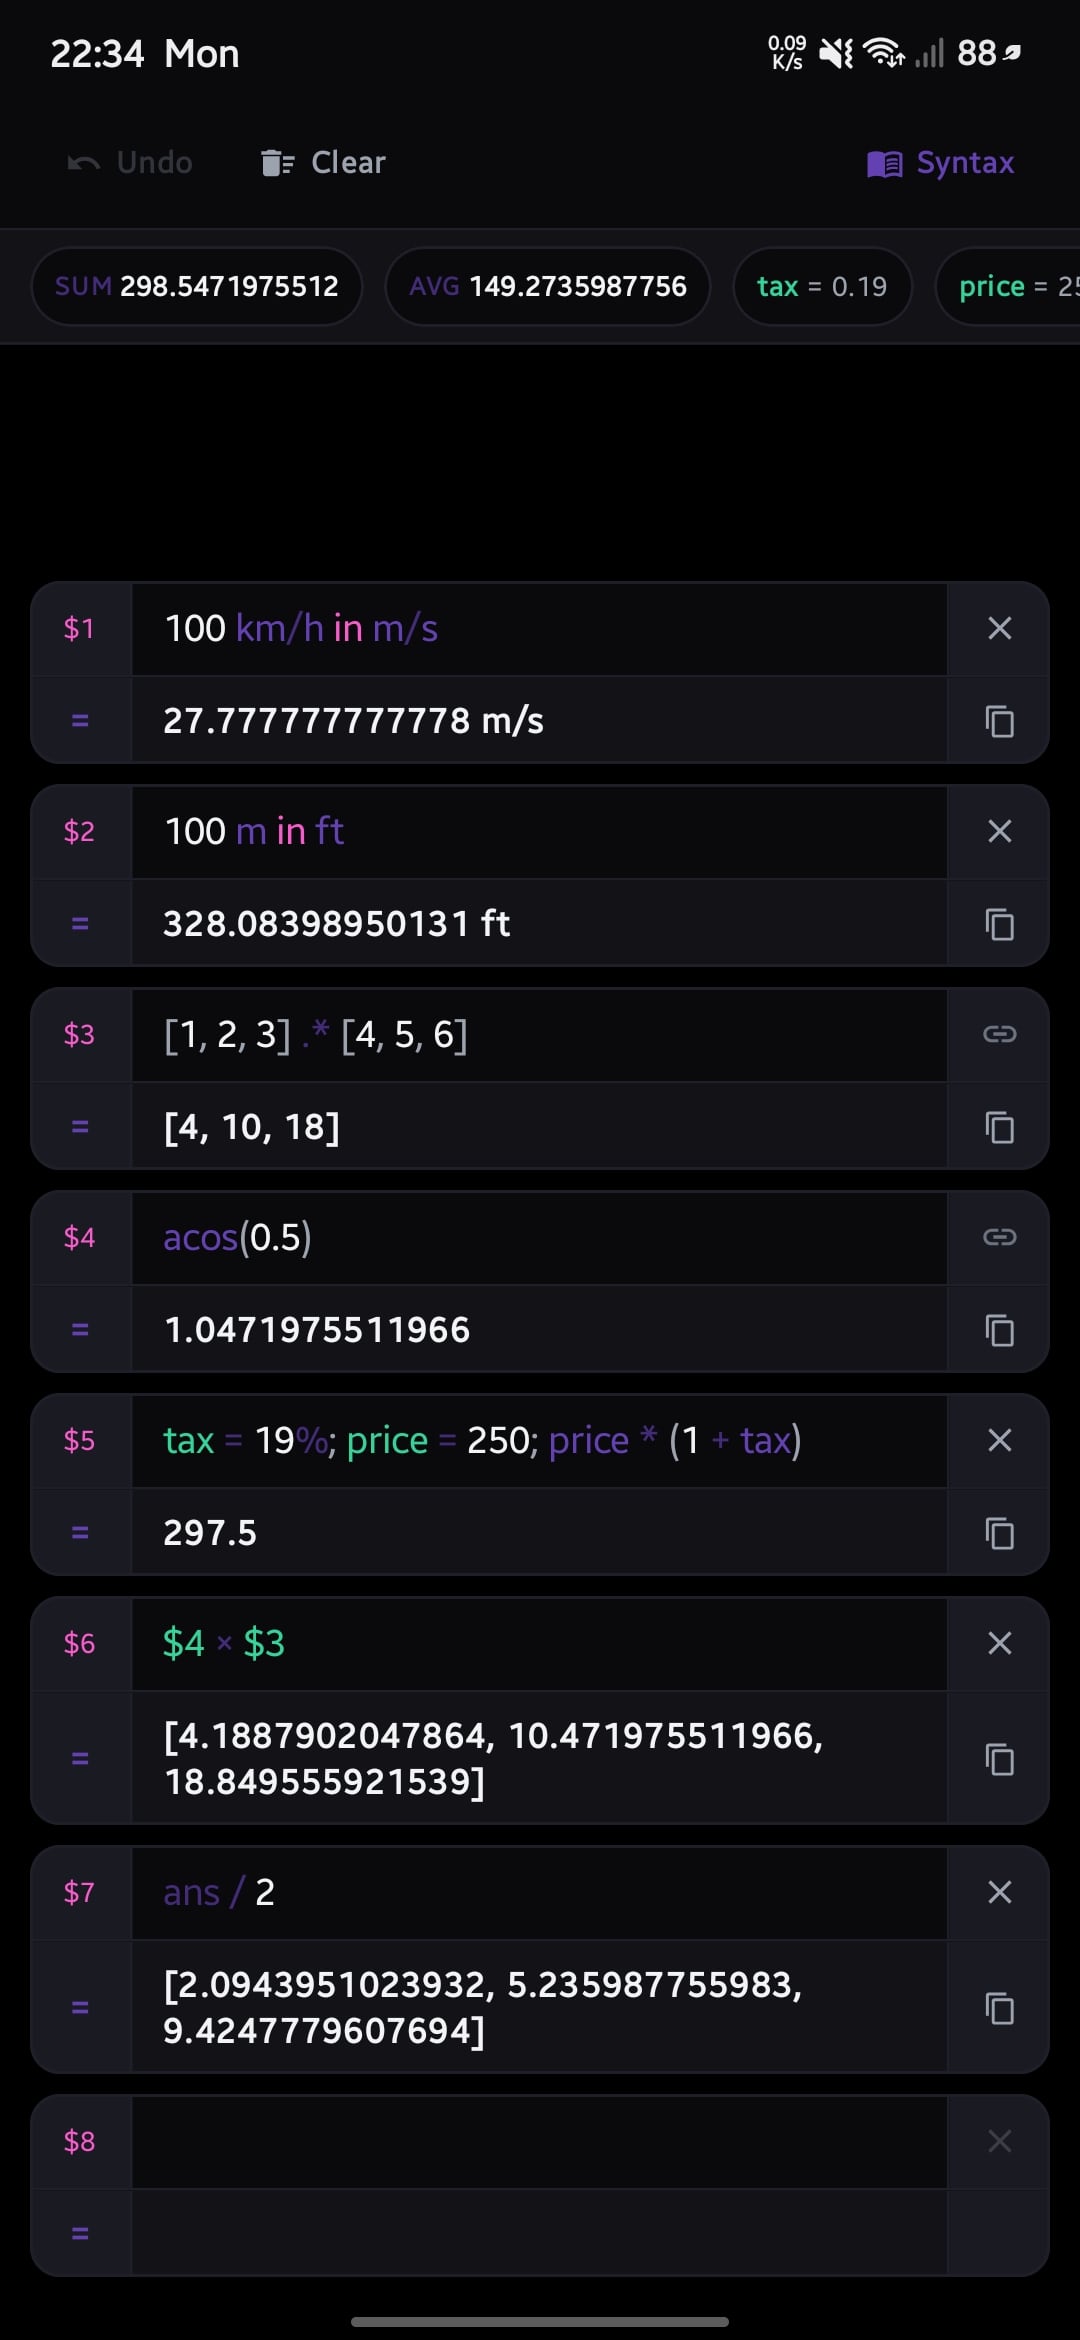 22:34 Mon
0.09 K/s 88
Undo Clear Syntax
SUM 298.5471975512 AVG 149.2735987756 tax = 0.19 price = 25
$1 100 km/h in m/s
= 27.777777777778 m/s
$2 100 m in ft
= 328.08398950131 ft
$3 [1, 2, 3] .* [4, 5, 6]
= [4, 10, 18]
$4 acos(0.5)
= 1.0471975511966
$5 tax = 19%; price = 250; price * (1 + tax)
= 297.5
$6 $4 × $3
= [4.1887902047864, 10.471975511966,
18.849555921539]
$7 ans / 2
= [2.0943951023932, 5.235987755983,
9.4247779607694]
$8
=